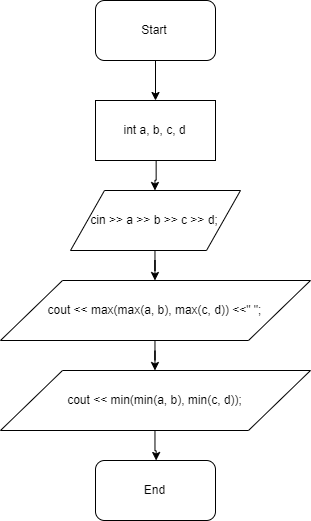 Start
int a, b, c, d
cin >> a >> b >> c >> d;
cout << max(max(a, b), max(c, d)) <<" ";
cout << min(min(a, b), min(c, d));
End